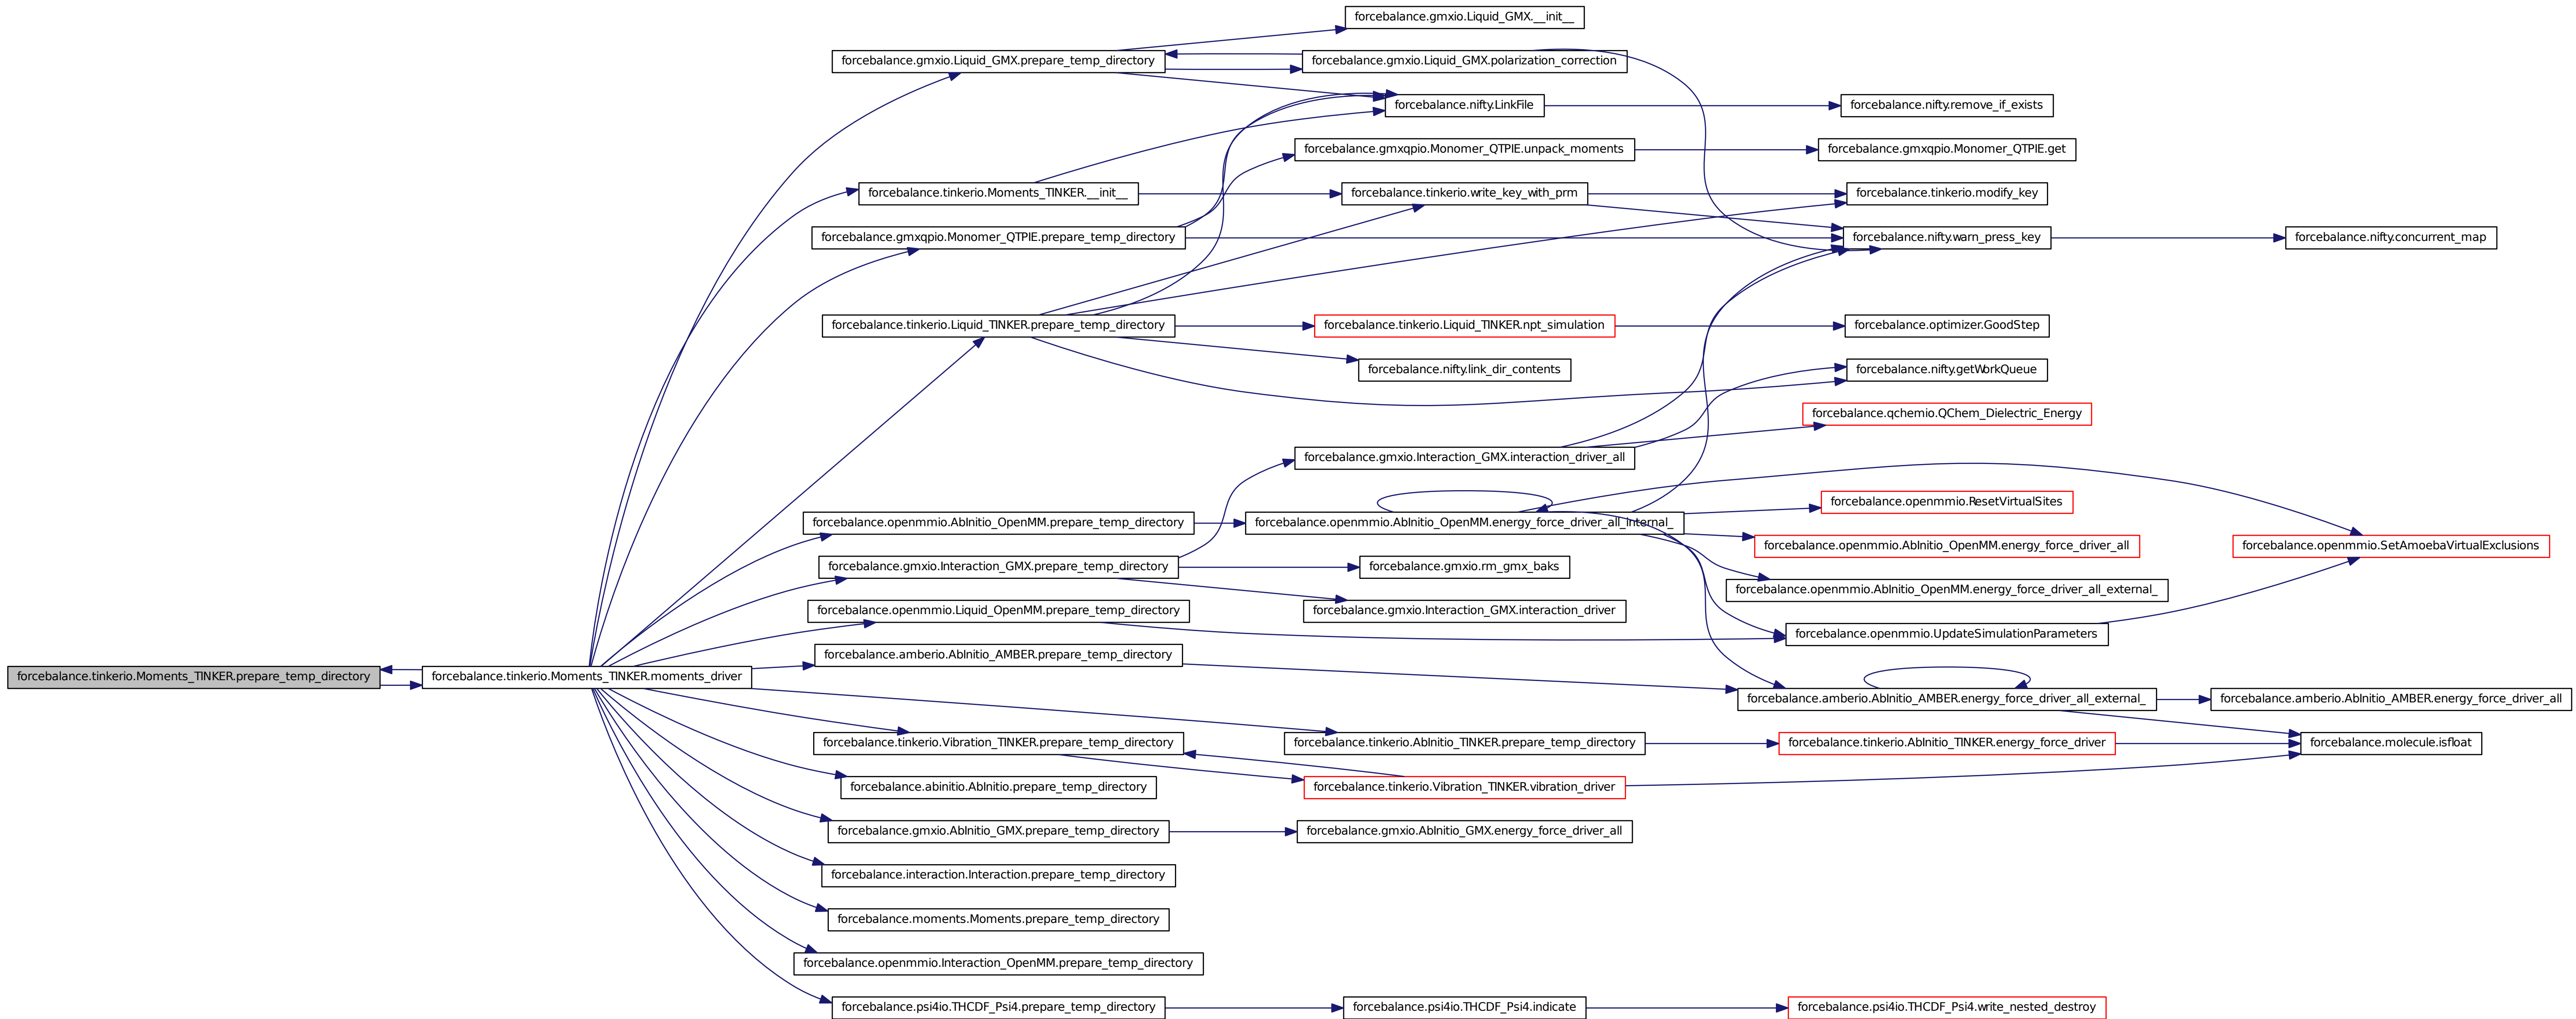 forcebalance.gmxio.Liquid_GMX.__init__
forcebalance.gmxio.Liquid_GMX.prepare_temp_directory
forcebalance.gmxio.Liquid_GMX.polarization_correction
forcebalance.nifty.LinkFile
forcebalance.nifty.remove_if_exists
forcebalance.gmxqpio.Monomer_QTPIE.unpack_moments
forcebalance.gmxqpio.Monomer_QTPIE.get
forcebalance.tinkerio.Moments_TINKER.__init__
forcebalance.tinkerio.write_key_with_prm
forcebalance.tinkerio.modify_key
forcebalance.gmxqpio.Monomer_QTPIE.prepare_temp_directory
forcebalance.nifty.warn_press_key
forcebalance.nifty.concurrent_map
forcebalance.tinkerio.Liquid_TINKER.prepare_temp_directory
forcebalance.tinkerio.Liquid_TINKER.npt_simulation
forcebalance.optimizer.GoodStep
forcebalance.nifty.link_dir_contents
forcebalance.nifty.getWorkQueue
forcebalance.qchemio.QChem_Dielectric_Energy
forcebalance.gmxio.Interaction_GMX.interaction_driver_all
forcebalance.openmmio.ResetVirtualSites
forcebalance.openmmio.AbInitio_OpenMM.prepare_temp_directory
forcebalance.openmmio.AbInitio_OpenMM.energy_force_driver_all_internal_
forcebalance.openmmio.AbInitio_OpenMM.energy_force_driver_all
forcebalance.openmmio.SetAmoebaVirtualExclusions
forcebalance.gmxio.Interaction_GMX.prepare_temp_directory
forcebalance.gmxio.rm_gmx_baks
forcebalance.openmmio.AbInitio_OpenMM.energy_force_driver_all_external_
forcebalance.openmmio.Liquid_OpenMM.prepare_temp_directory
forcebalance.gmxio.Interaction_GMX.interaction_driver
forcebalance.openmmio.UpdateSimulationParameters
forcebalance.amberio.AbInitio_AMBER.prepare_temp_directory
forcebalance.tinkerio.Moments_TINKER.prepare_temp_directory
forcebalance.tinkerio.Moments_TINKER.moments_driver
forcebalance.amberio.AbInitio_AMBER.energy_force_driver_all_external_
forcebalance.amberio.AbInitio_AMBER.energy_force_driver_all
forcebalance.tinkerio.Vibration_TINKER.prepare_temp_directory
forcebalance.tinkerio.AbInitio_TINKER.prepare_temp_directory
forcebalance.tinkerio.AbInitio_TINKER.energy_force_driver
forcebalance.molecule.isfloat
forcebalance.abinitio.AbInitio.prepare_temp_directory
forcebalance.tinkerio.Vibration_TINKER.vibration_driver
forcebalance.gmxio.AbInitio_GMX.prepare_temp_directory
forcebalance.gmxio.AbInitio_GMX.energy_force_driver_all
forcebalance.interaction.Interaction.prepare_temp_directory
forcebalance.moments.Moments.prepare_temp_directory
forcebalance.openmmio.Interaction_OpenMM.prepare_temp_directory
forcebalance.psi4io.THCDF_Psi4.prepare_temp_directory
forcebalance.psi4io.THCDF_Psi4.indicate
forcebalance.psi4io.THCDF_Psi4.write_nested_destroy